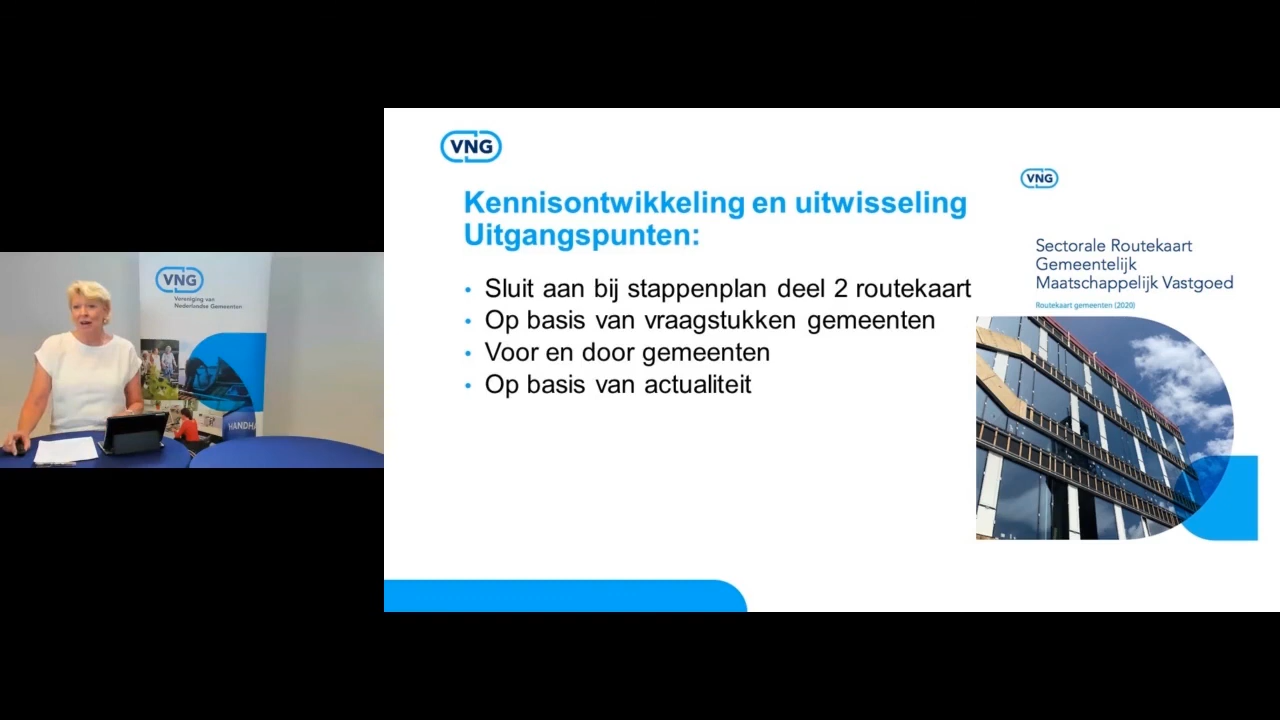 VNG
Vereniging van
Nederlandse Gemeenten
HANDHA
VNG
Kennisontwikkeling en uitwisseling
Uitgangspunten:
• Sluit aan bij stappenplan deel 2 routekaart
• Op basis van vraagstukken gemeenten
• Voor en door gemeenten
• Op basis van actualiteit
VNG
Sectorale Routekaart
Gemeentelijk
Maatschappelijk Vastgoed
Routekaart gemeenten (2020)